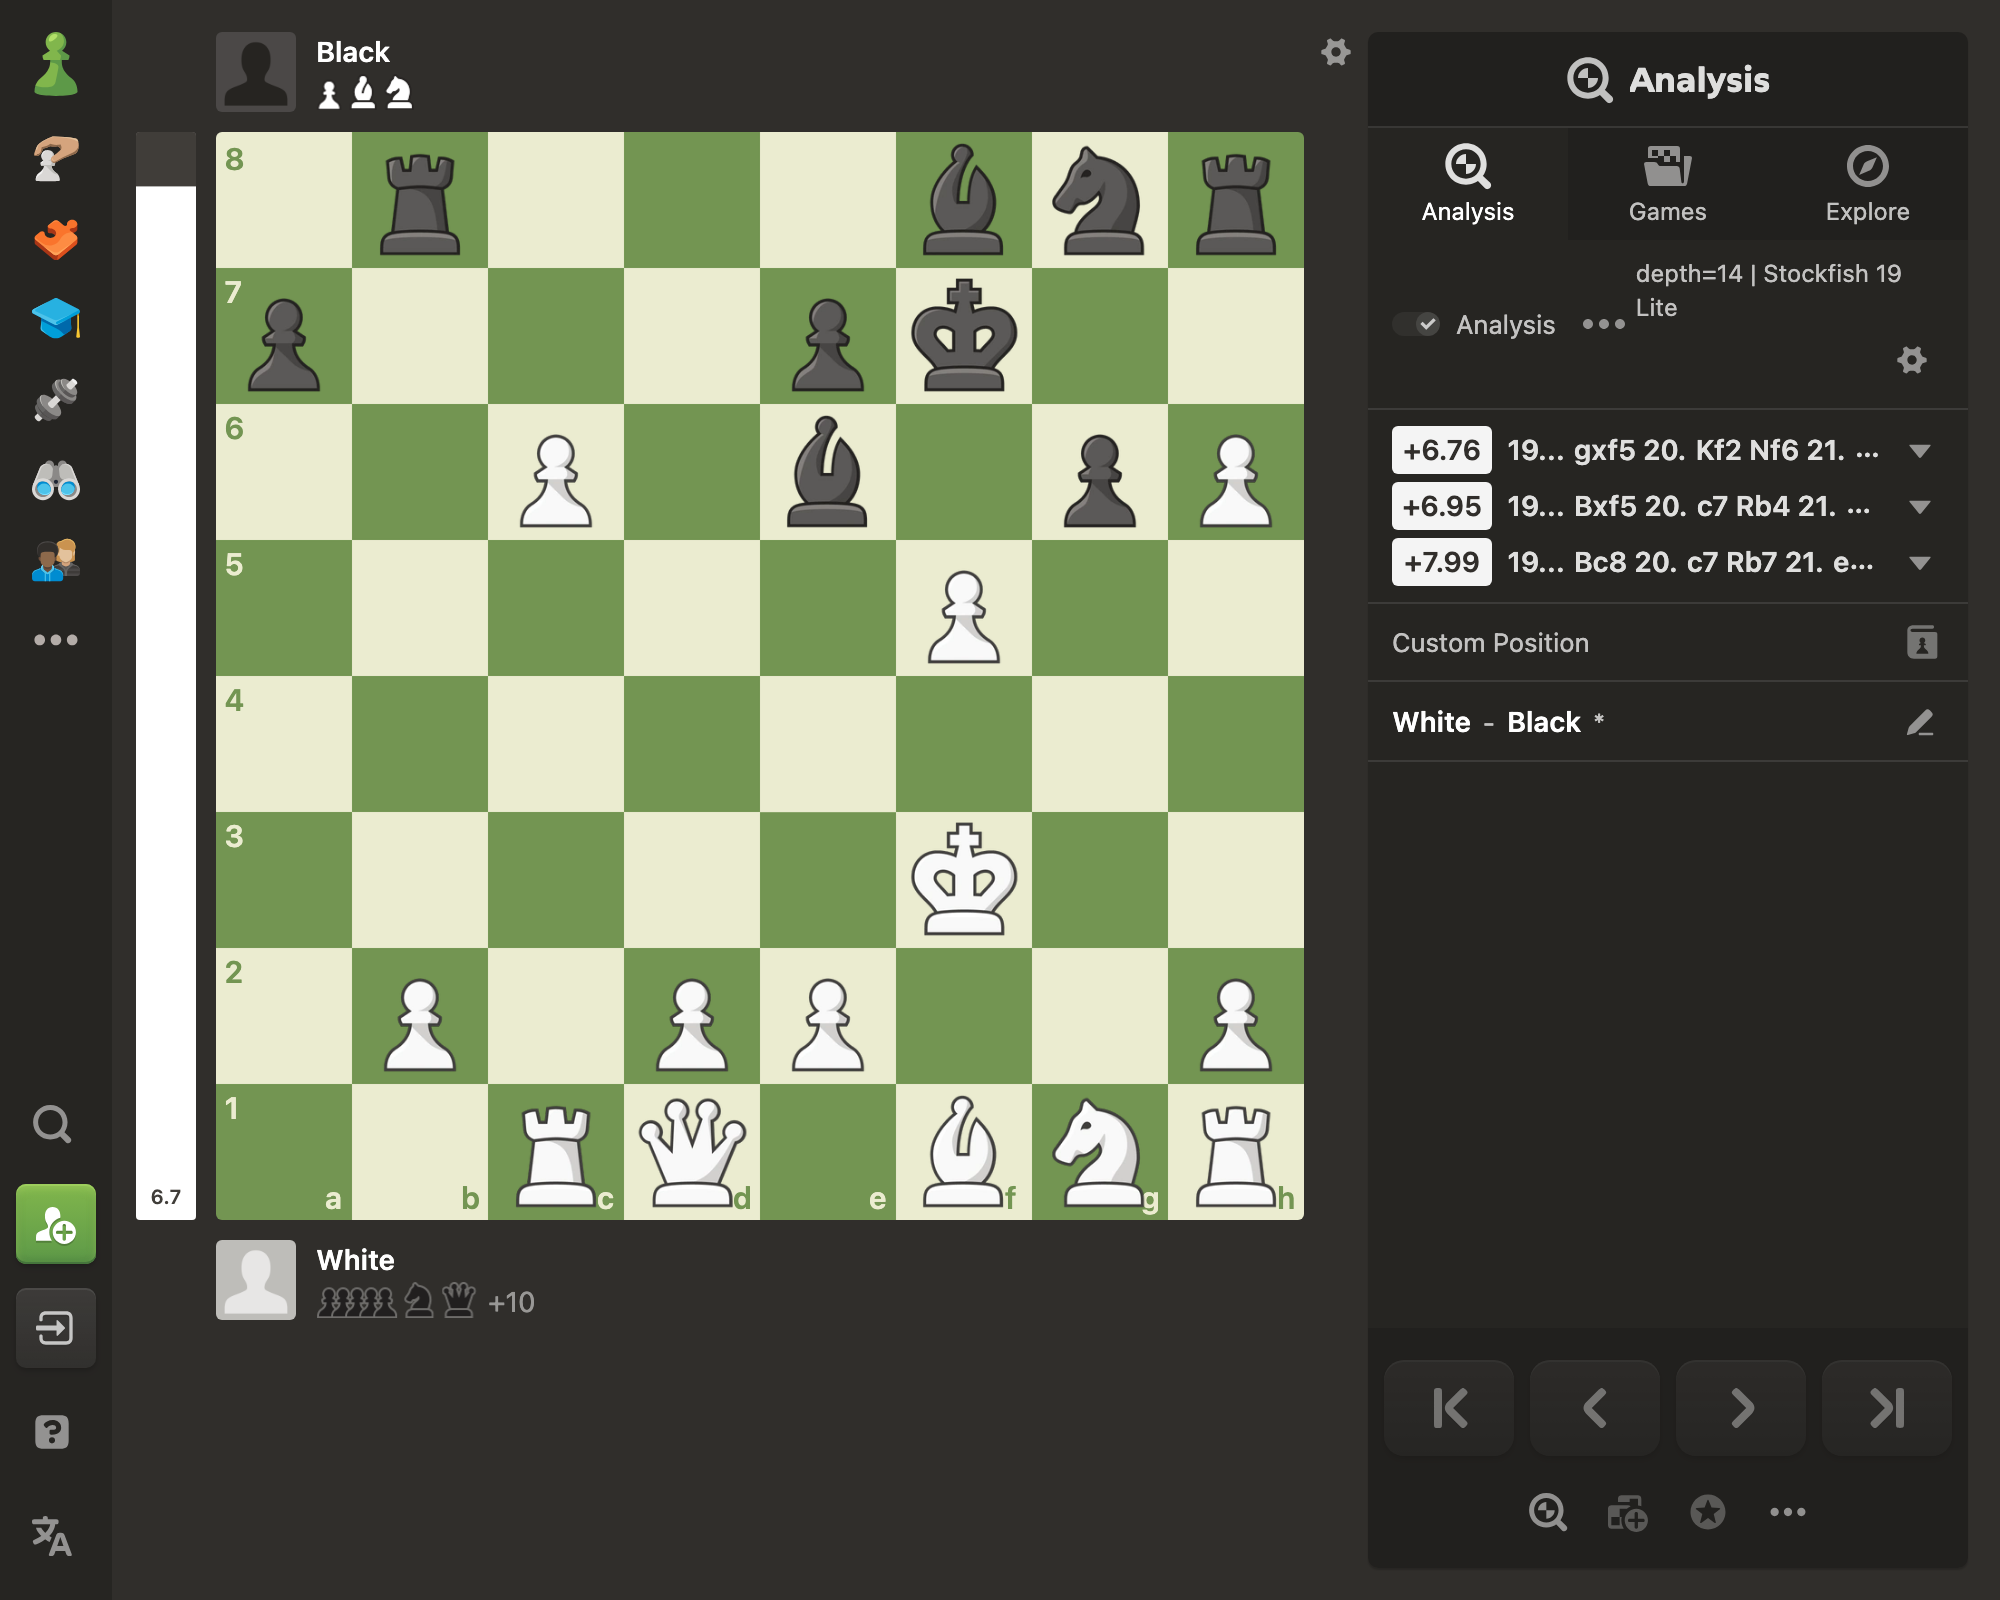 Black
8
7
6
5
4
3
2
1
a b c d e f g h
6.7
White
+10
Analysis
Analysis Games Explore
depth=14 | Stockfish 19
Lite
Analysis
+6.76 19... gxf5 20. Kf2 Nf6 21. ...
+6.95 19... Bxf5 20. c7 Rb4 21. ...
+7.99 19... Bc8 20. c7 Rb7 21. e...
Custom Position
White - Black *